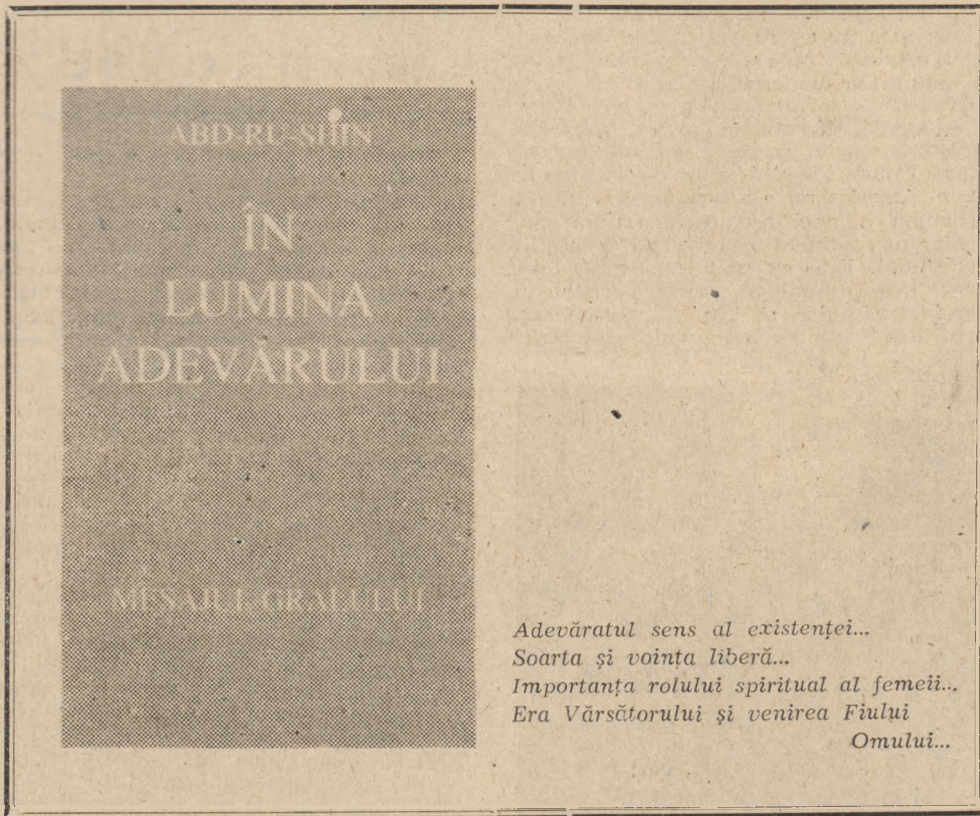 ABD-RU-SHIN
ÎN
LUMINA
ADEVĂRULUI
MESAJUL GRALULUI
Adevăratul sens al existenței...
Soarta și voința liberă...
Importanța rolului spiritual al femeii...
Era Vărsătorului și venirea Fiului
Omului...